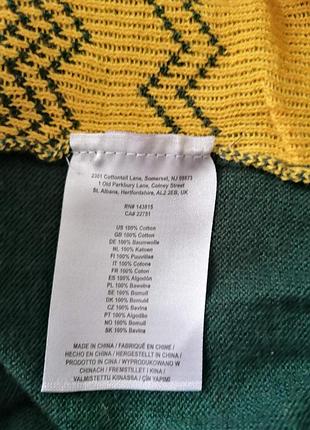 2301 Cottontail Lane, Somerset, NJ 08873
1 Old Parkbury Lane, Colney Street
St. Albans, Hertfordshire, AL2 2EB, UK
RN# 143815
CA# 22781
US 100% Cotton
GB 100% Cotton
DE 100% Baumwolle
NL 100% Katoen
FI 100% Puuvillaa
IT 100% Cotone
FR 100% Coton
ES 100% Algodón
PL 100% Bawełna
SE 100% Bomull
DK 100% Bomuld
CZ 100% Bavlna
PT 100% Algodão
NO 100% Bomull
SK 100% Bavlna
MADE IN CHINA / FABRIQUÉ EN CHINE /
HECHO EN CHINA / HERGESTELLT IN CHINA /
PRODOTTO IN CINA / WYPRODUKOWANO W
CHINACH / FREMSTILLET I KINA /
VALMISTETTU KIINASSA / ÇİN YAPIMI